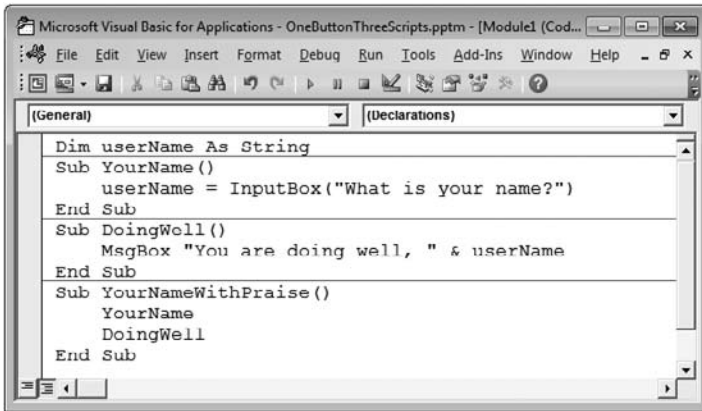 Microsoft Visual Basic for Applications - OneButtonThreeScripts.pptm - [Module1 (Cod...
File Edit View Insert Format Debug Run Tools Add-Ins Window Help
(General) (Declarations)
Dim userName As String
Sub YourName()
userName = InputBox("What is your name?")
End Sub
Sub DoingWell()
MsgBox "You are doing well, " & userName
End Sub
Sub YourNameWithPraise()
YourName
DoingWell
End Sub